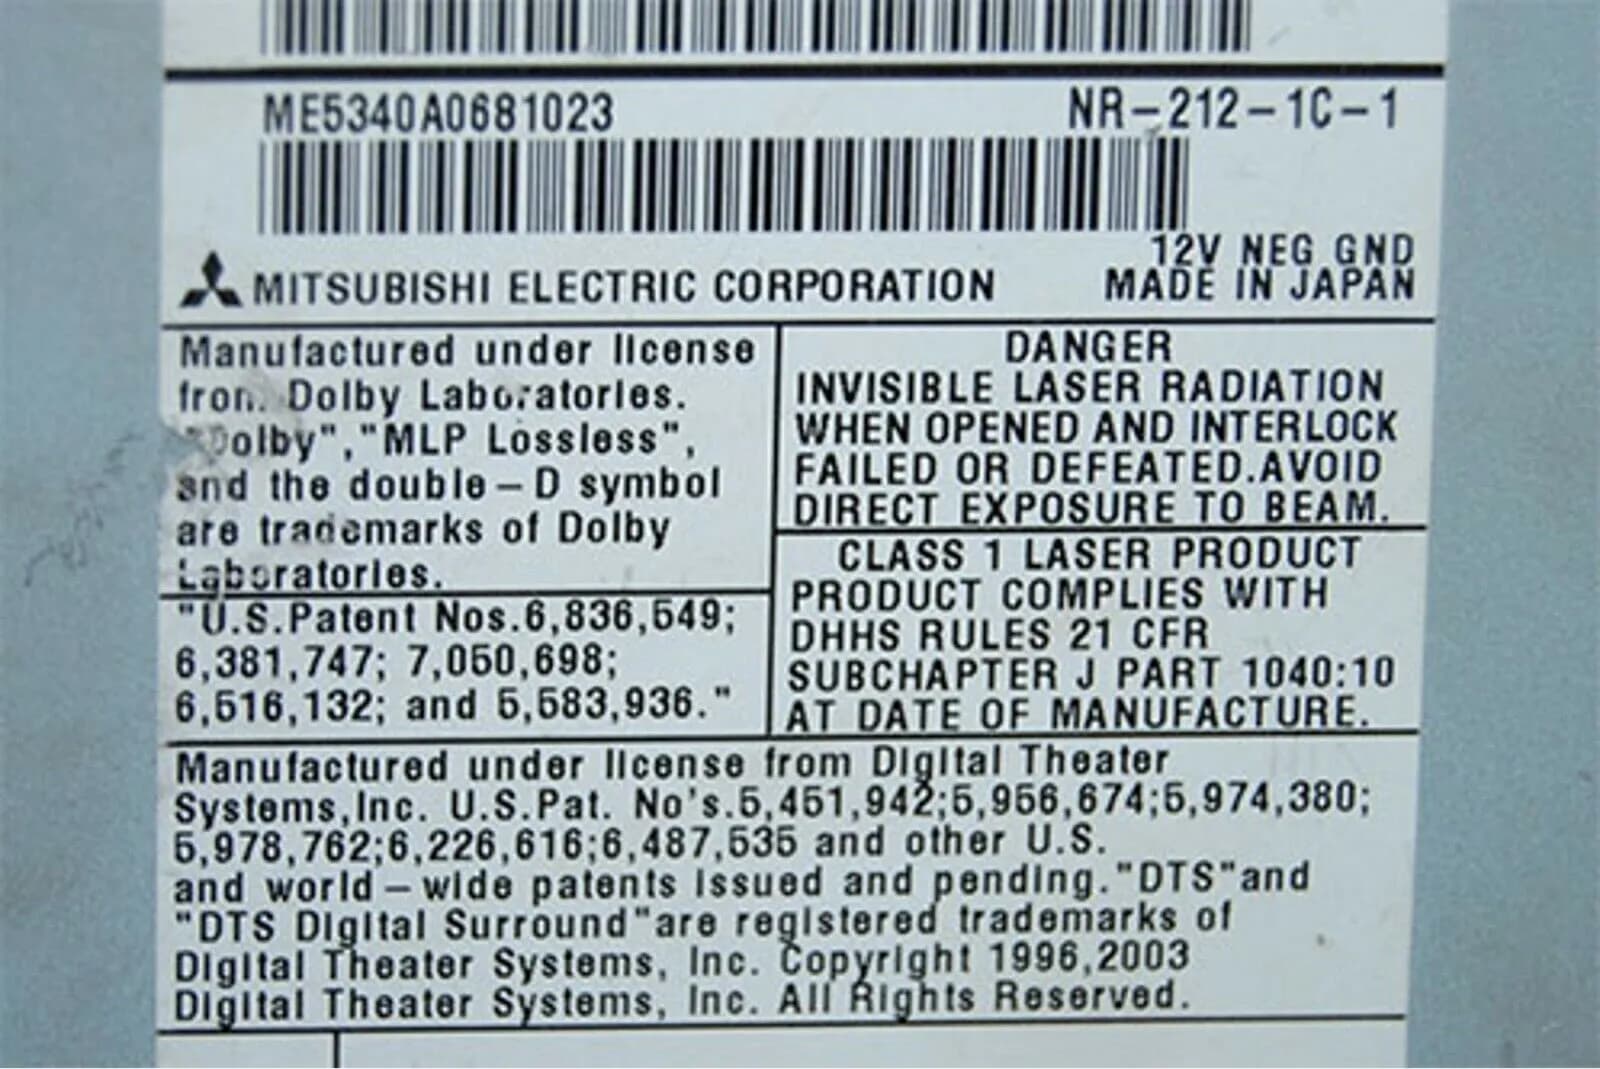 ME5340A0681023 NR-212-1C-1
12V NEG GND
MITSUBISHI ELECTRIC CORPORATION MADE IN JAPAN
Manufactured under license
from Dolby Laboratories.
"Dolby","MLP Lossless",
and the double-D symbol
are trademarks of Dolby
Laboratories.
"U.S.Patent Nos.6,836,549;
6,381,747; 7,050,698;
6,516,132; and 5,583,936."
DANGER
INVISIBLE LASER RADIATION
WHEN OPENED AND INTERLOCK
FAILED OR DEFEATED.AVOID
DIRECT EXPOSURE TO BEAM.
CLASS 1 LASER PRODUCT
PRODUCT COMPLIES WITH
DHHS RULES 21 CFR
SUBCHAPTER J PART 1040:10
AT DATE OF MANUFACTURE.
Manufactured under license from Digital Theater
Systems,Inc. U.S.Pat. No's.5,451,942;5,956,674;5,974,380;
5,978,762;6,226,616;6,487,535 and other U.S.
and world-wide patents issued and pending."DTS"and
"DTS Digital Surround"are registered trademarks of
Digital Theater Systems, Inc. Copyright 1996,2003
Digital Theater Systems, Inc. All Rights Reserved.